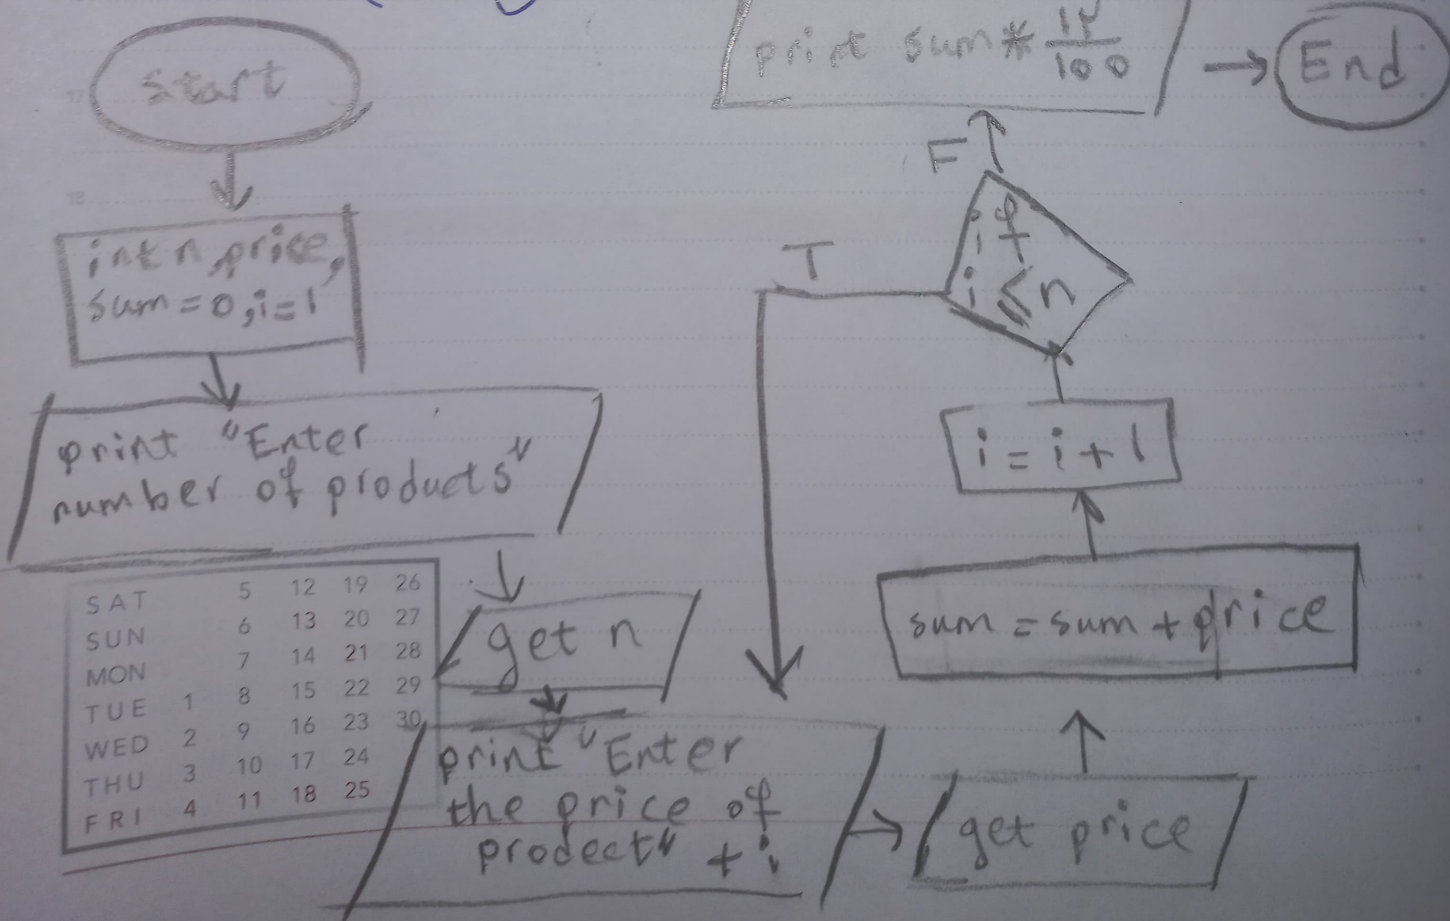 start
int n, price,
sum=0, i=1
print "Enter
number of products"
get n
print "Enter
the price of
prodect" + i
get price
sum = sum + price
i = i + 1
if
i ≤ n
T
F
print sum *
100
End
17
18
SAT 5 12 19 26
SUN 6 13 20 27
MON 7 14 21 28
TUE 1 8 15 22 29
WED 2 9 16 23 30
THU 3 10 17 24
FRI 4 11 18 25